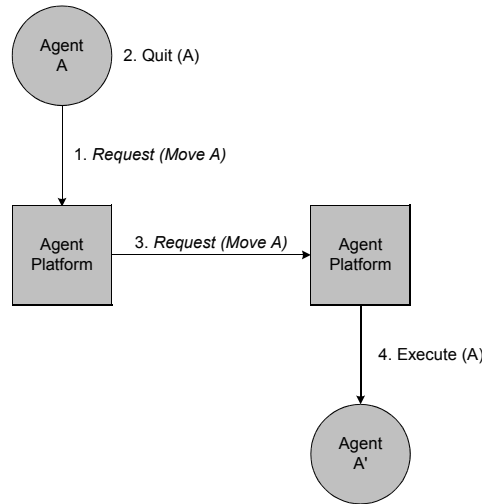 Agent
A
2. Quit (A)
1. Request (Move A)
Agent
Platform
3. Request (Move A)
Agent
Platform
4. Execute (A)
Agent
A'